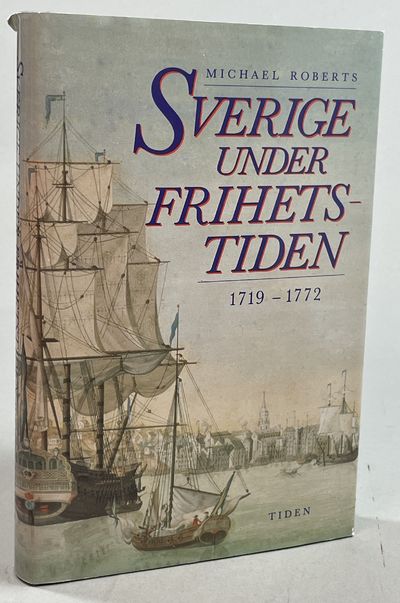 MICHAEL ROBERTS
SVERIGE
UNDER
FRIHETS-
TIDEN
1719 – 1772
TIDEN